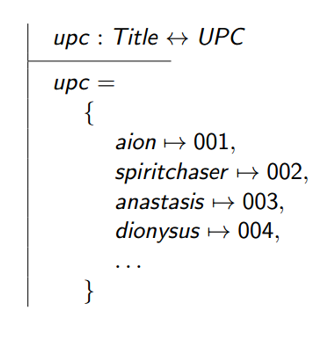 upc : Title ↔ UPC
upc =
{
aion ↦ 001,
spiritchaser ↦ 002,
anastasis ↦ 003,
dionysus ↦ 004,
...
}